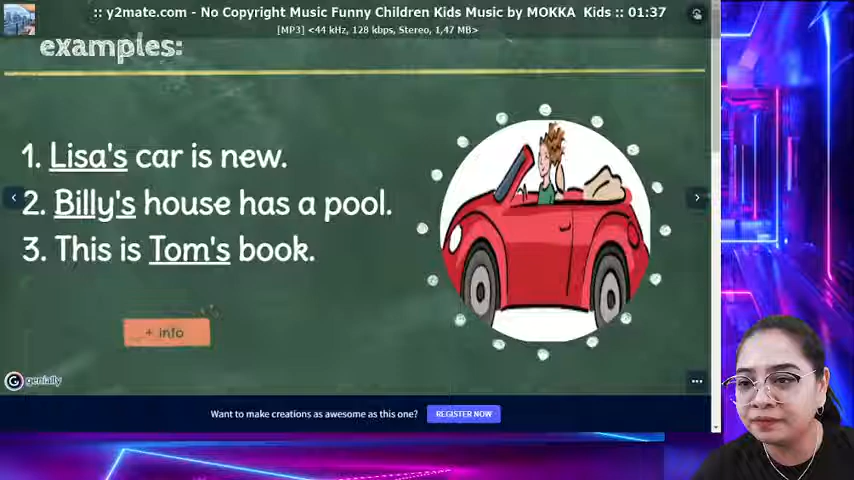 :: y2mate.com - No Copyright Music Funny Children Kids Music by MOKKA Kids :: 01:37
[MP3] <44 kHz, 128 kbps, Stereo, 1,47 MB>
examples:
1. Lisa's car is new.
2. Billy's house has a pool.
3. This is Tom's book.
+ info
genially
Want to make creations as awesome as this one?
REGISTER NOW